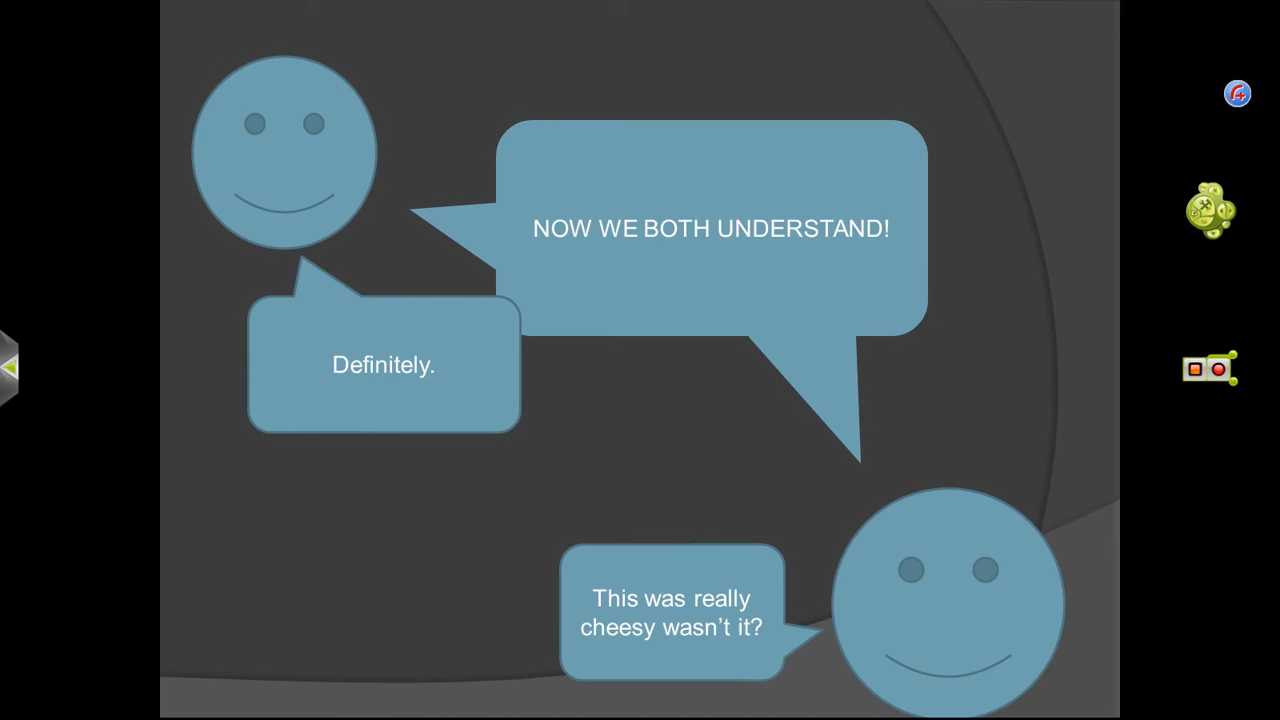 NOW WE BOTH UNDERSTAND!
Definitely.
This was really
cheesy wasn’t it?